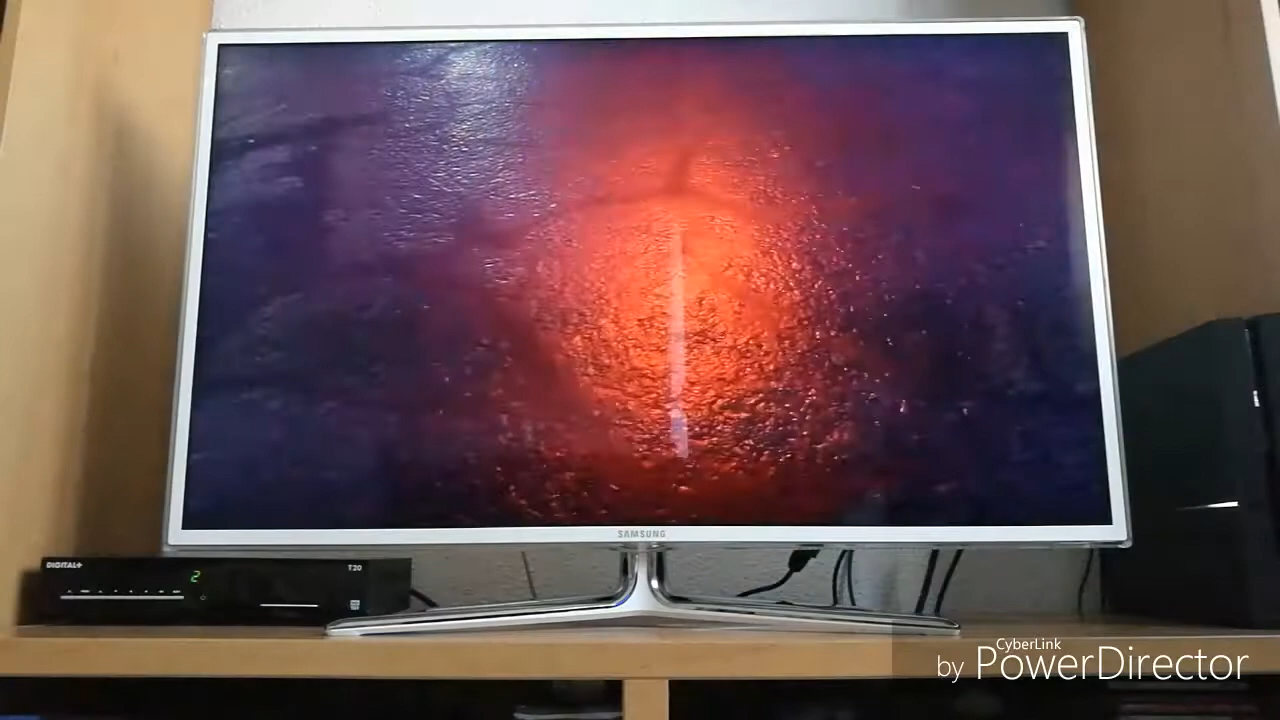 SAMSUNG
DIGITAL+
T20
2
CyberLink
by PowerDirector